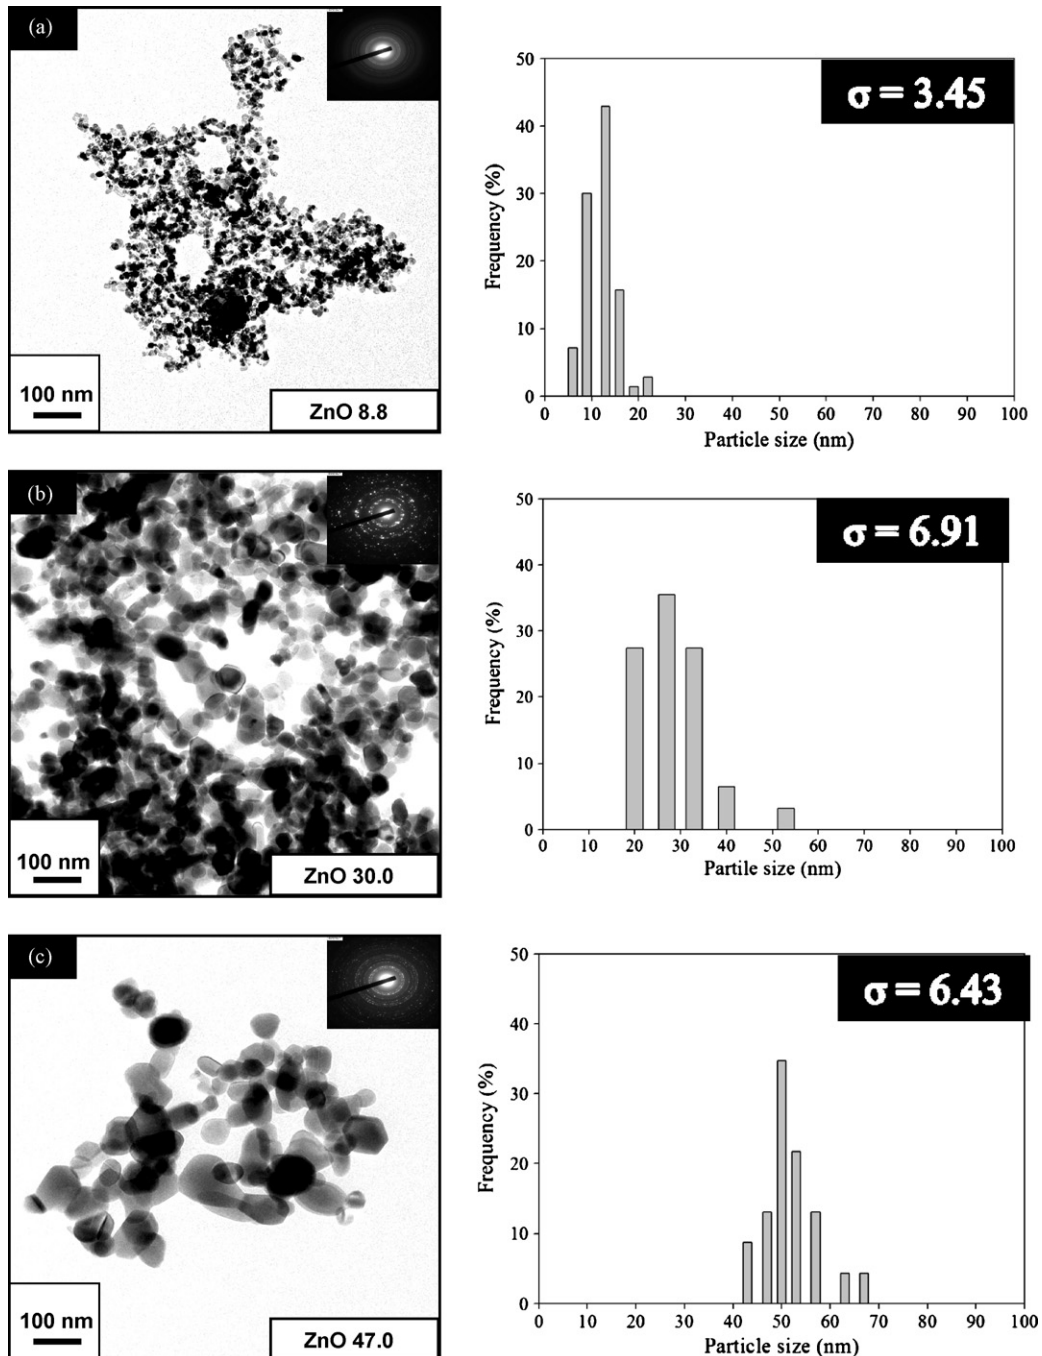 (a)
100 nm
ZnO 8.8
σ = 3.45
50
40
30
20
10
0
Frequency (%)
0 10 20 30 40 50 60 70 80 90 100
Particle size (nm)
(b)
100 nm
ZnO 30.0
σ = 6.91
50
40
30
20
10
0
Frequency (%)
0 10 20 30 40 50 60 70 80 90 100
Partile size (nm)
(c)
100 nm
ZnO 47.0
σ = 6.43
50
40
30
20
10
0
Frequency (%)
0 10 20 30 40 50 60 70 80 90 100
Particle size (nm)